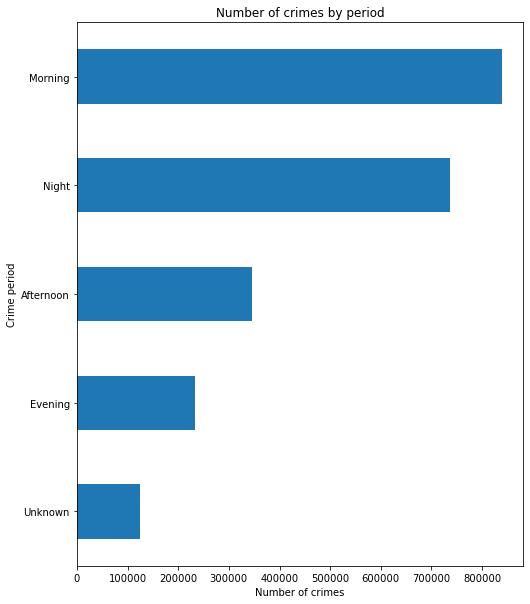 Number of crimes by period
Crime period
Morning
Night
Afternoon
Evening
Unknown
0 100000 200000 300000 400000 500000 600000 700000 800000
Number of crimes